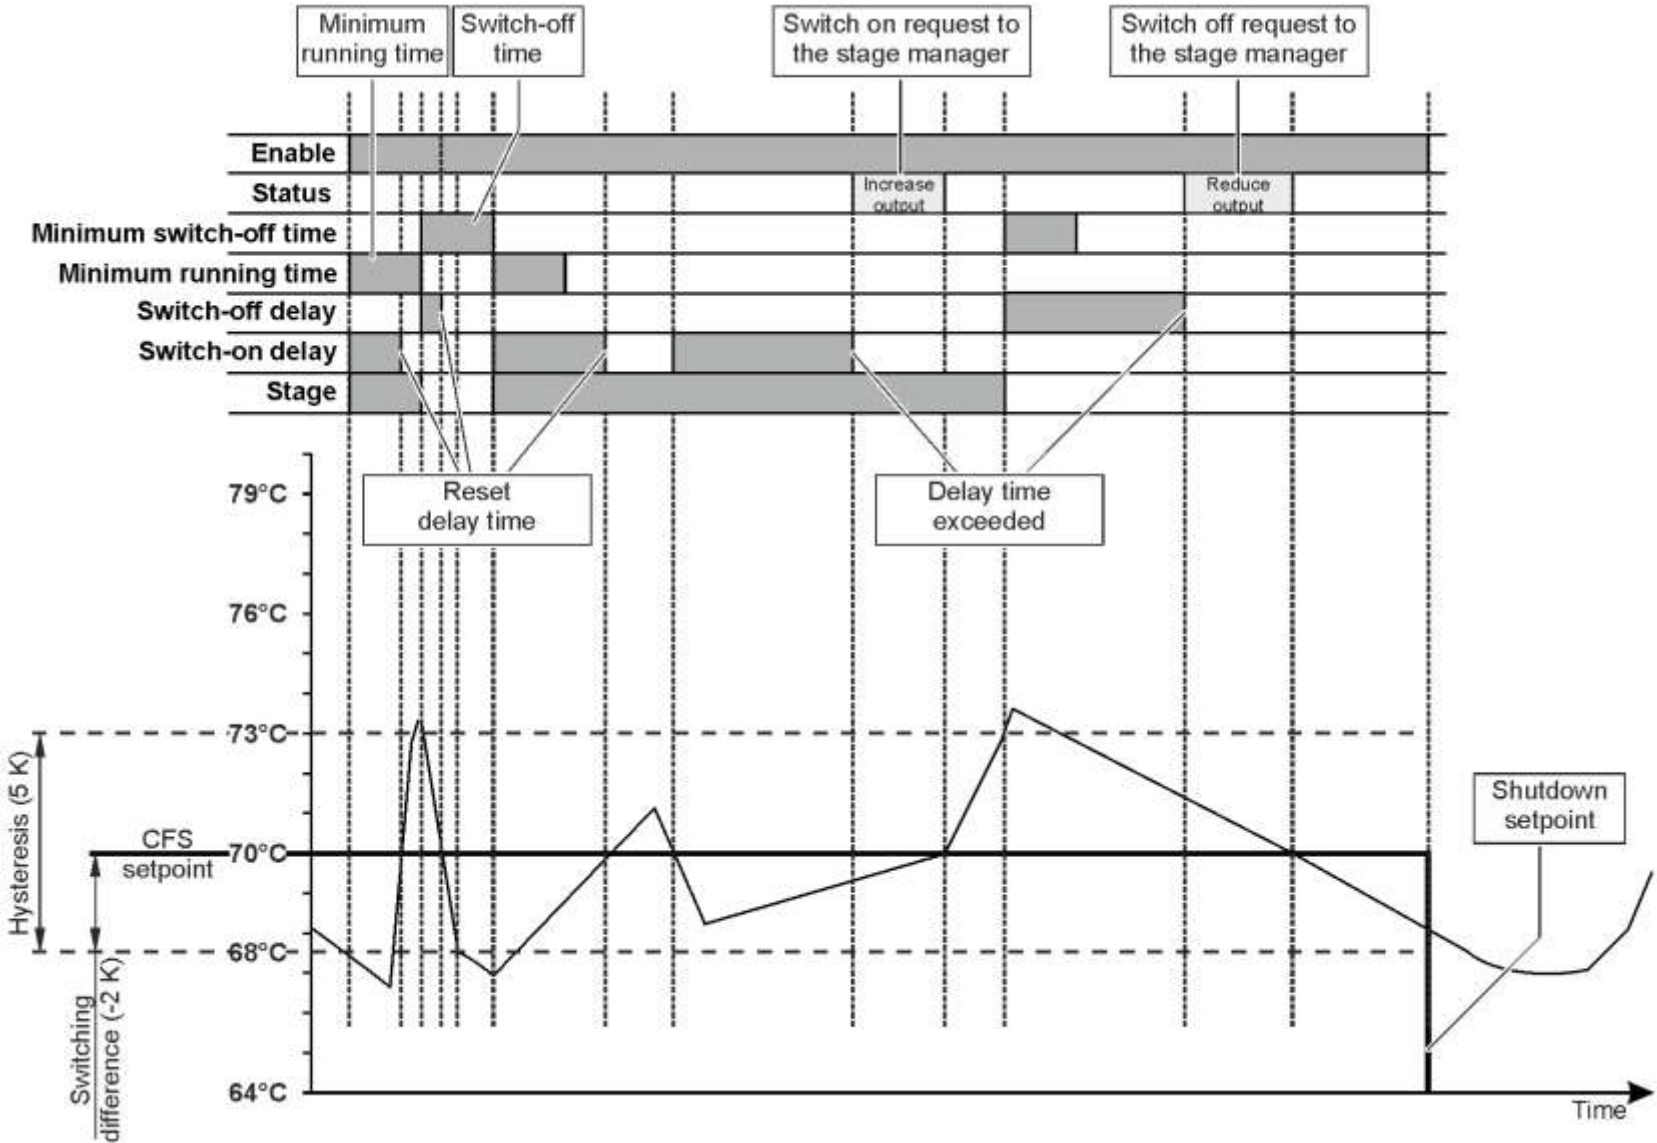 Minimum
running time
Switch-off
time
Switch on request to
the stage manager
Switch off request to
the stage manager
Enable
Status
Increase
output
Reduce
output
Minimum switch-off time
Minimum running time
Switch-off delay
Switch-on delay
Stage
79°C
Reset
delay time
Delay time
exceeded
76°C
73°C
Hysteresis (5 K)
CFS
setpoint
70°C
Shutdown
setpoint
68°C
Switching
difference (-2 K)
64°C
Time